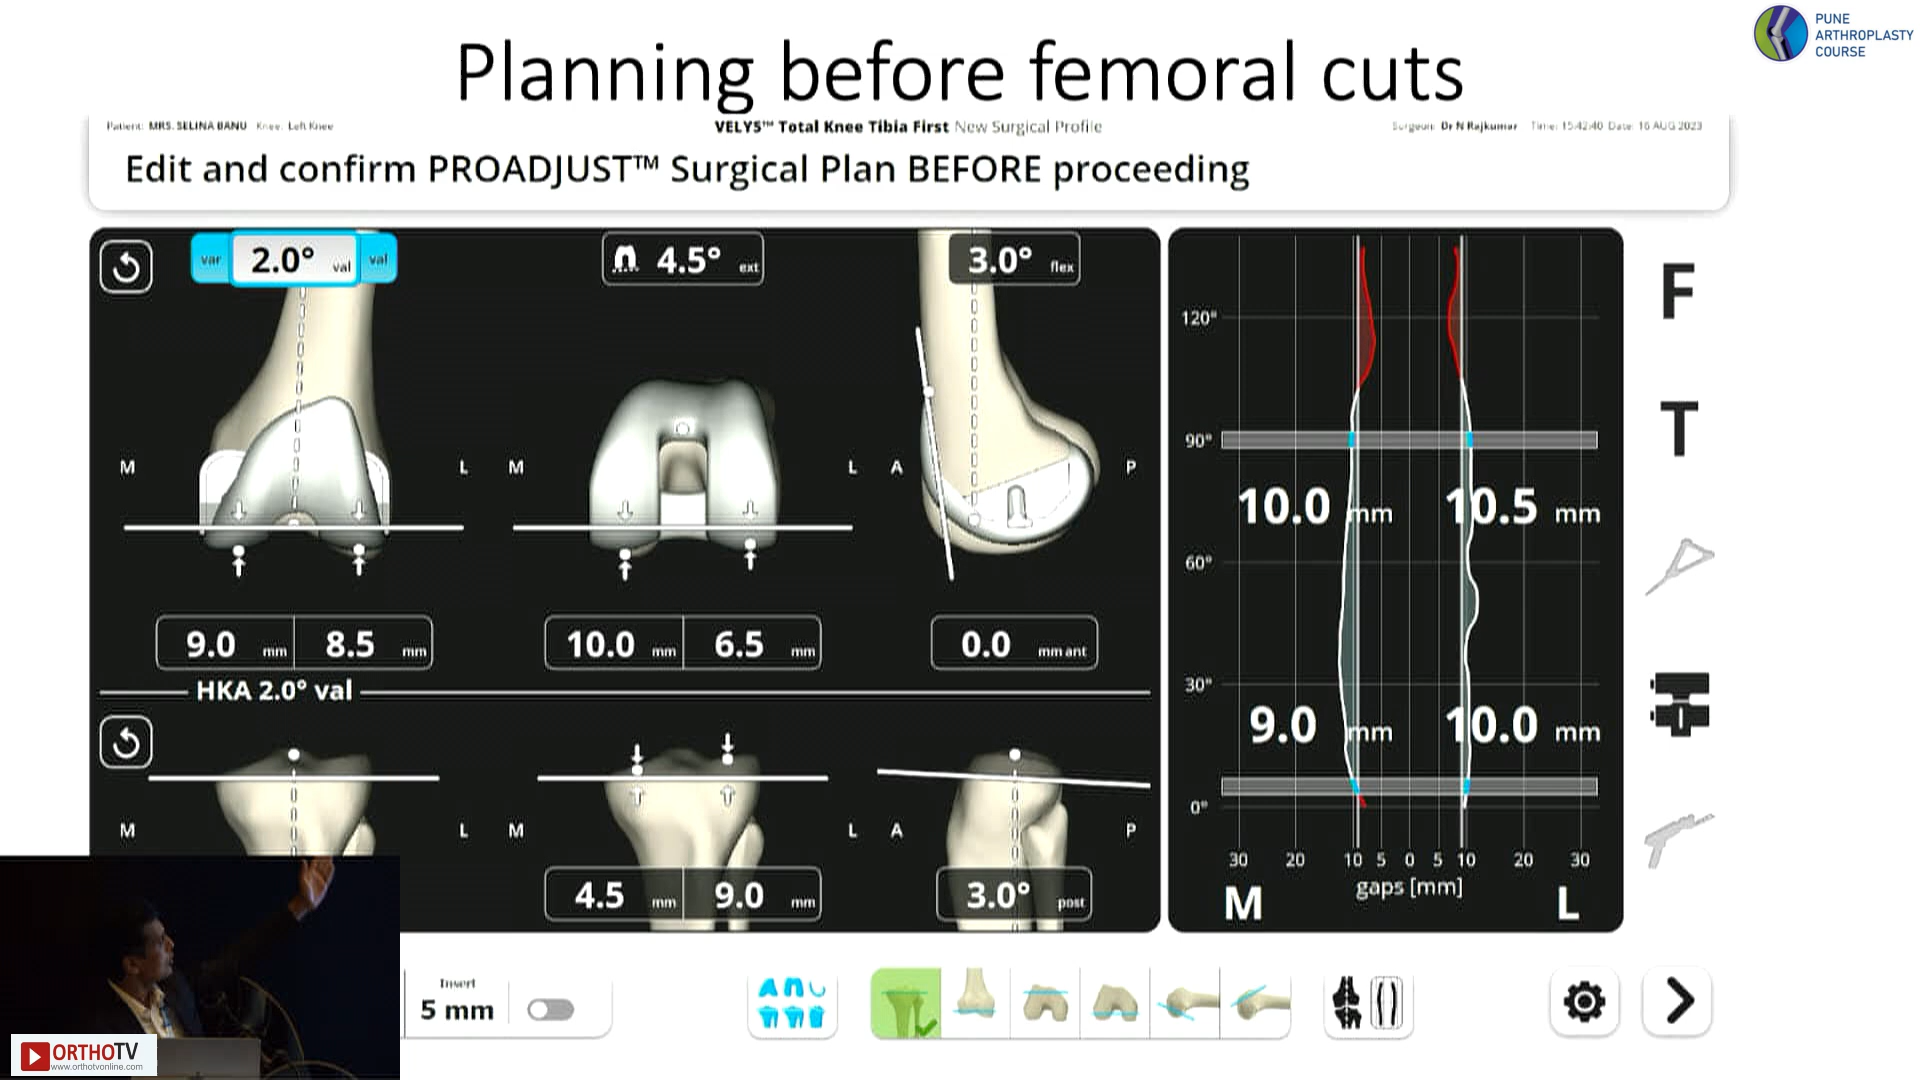 Planning before femoral cuts
PUNE
ARTHROPLASTY
COURSE
Patient: MRS. SELINA BANU Knee: Left Knee
VELYS™ Total Knee Tibia First New Surgical Profile
Surgeon: Dr N Rajkumar Time: 15:42:40 Date: 16 AUG 2023
Edit and confirm PROADJUST™ Surgical Plan BEFORE proceeding
var 2.0° val val
4.5° ext
3.0° flex
M L M L A P
9.0 mm 8.5 mm
10.0 mm 6.5 mm
0.0 mm ant
HKA 2.0° val
M L M L A P
4.5 mm 9.0 mm
3.0° post
120°
90°
10.0 mm 10.5 mm
60°
30°
9.0 mm 10.0 mm
0°
30 20 10 5 0 5 10 20 30
gaps [mm]
M L
F
T
Insert
5 mm
ORTHOTV
www.orthotvonline.com